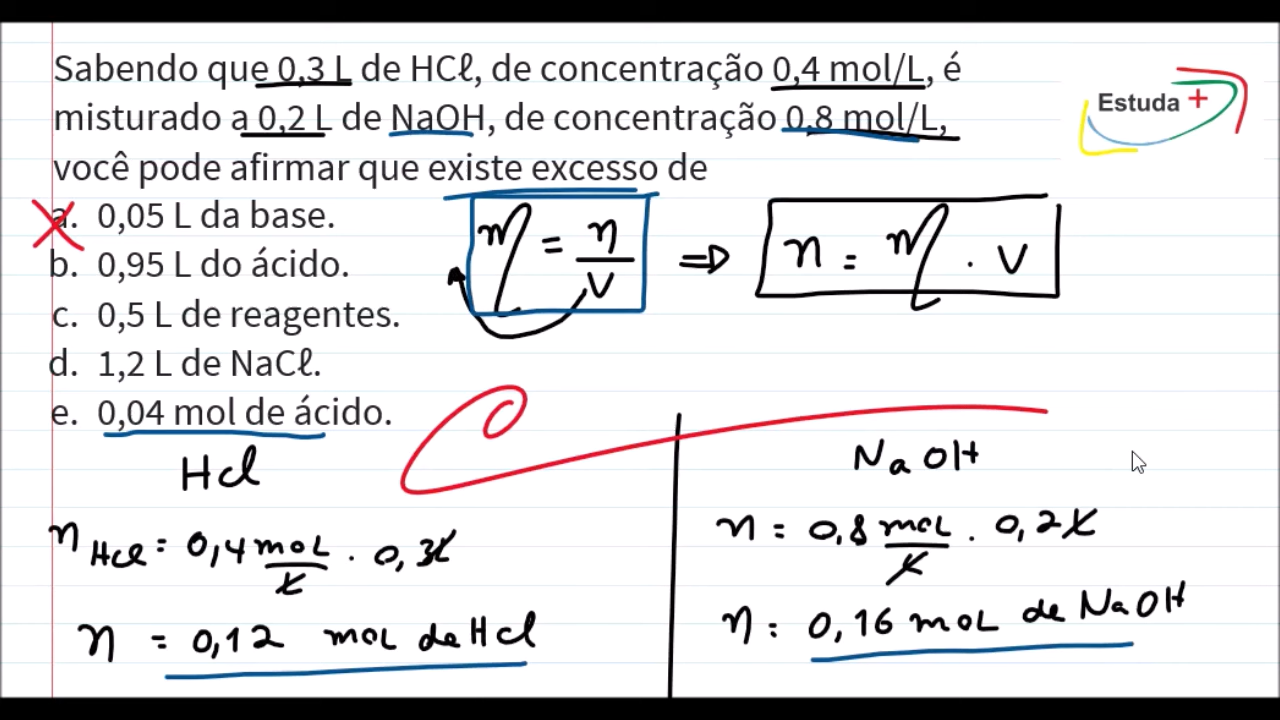 Sabendo que 0,3 L de HCℓ, de concentração 0,4 mol/L, é
misturado a 0,2 L de NaOH, de concentração 0,8 mol/L,
você pode afirmar que existe excesso de
a. 0,05 L da base.
b. 0,95 L do ácido.
c. 0,5 L de reagentes.
d. 1,2 L de NaCℓ.
e. 0,04 mol de ácido.
Estuda +
m = n/v ⇒ n = m . v
HCl
n HCl = 0,4 mol/L . 0,3L
n = 0,12 mol de HCl
NaOH
n = 0,8 mol/L . 0,2L
n = 0,16 mol de NaOH